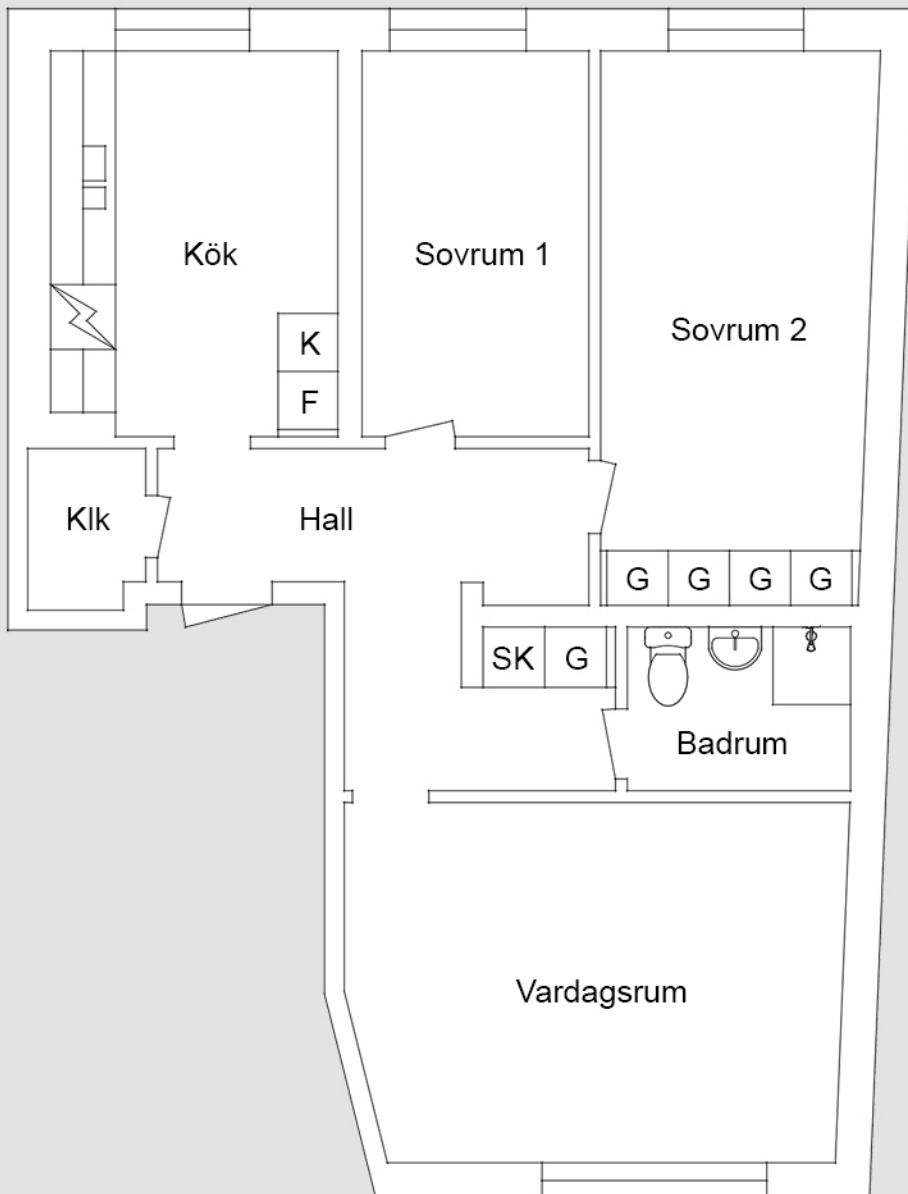 Kök
Sovrum 1
Sovrum 2
K
F
Klk
Hall
G G G G
SK G
Badrum
Vardagsrum